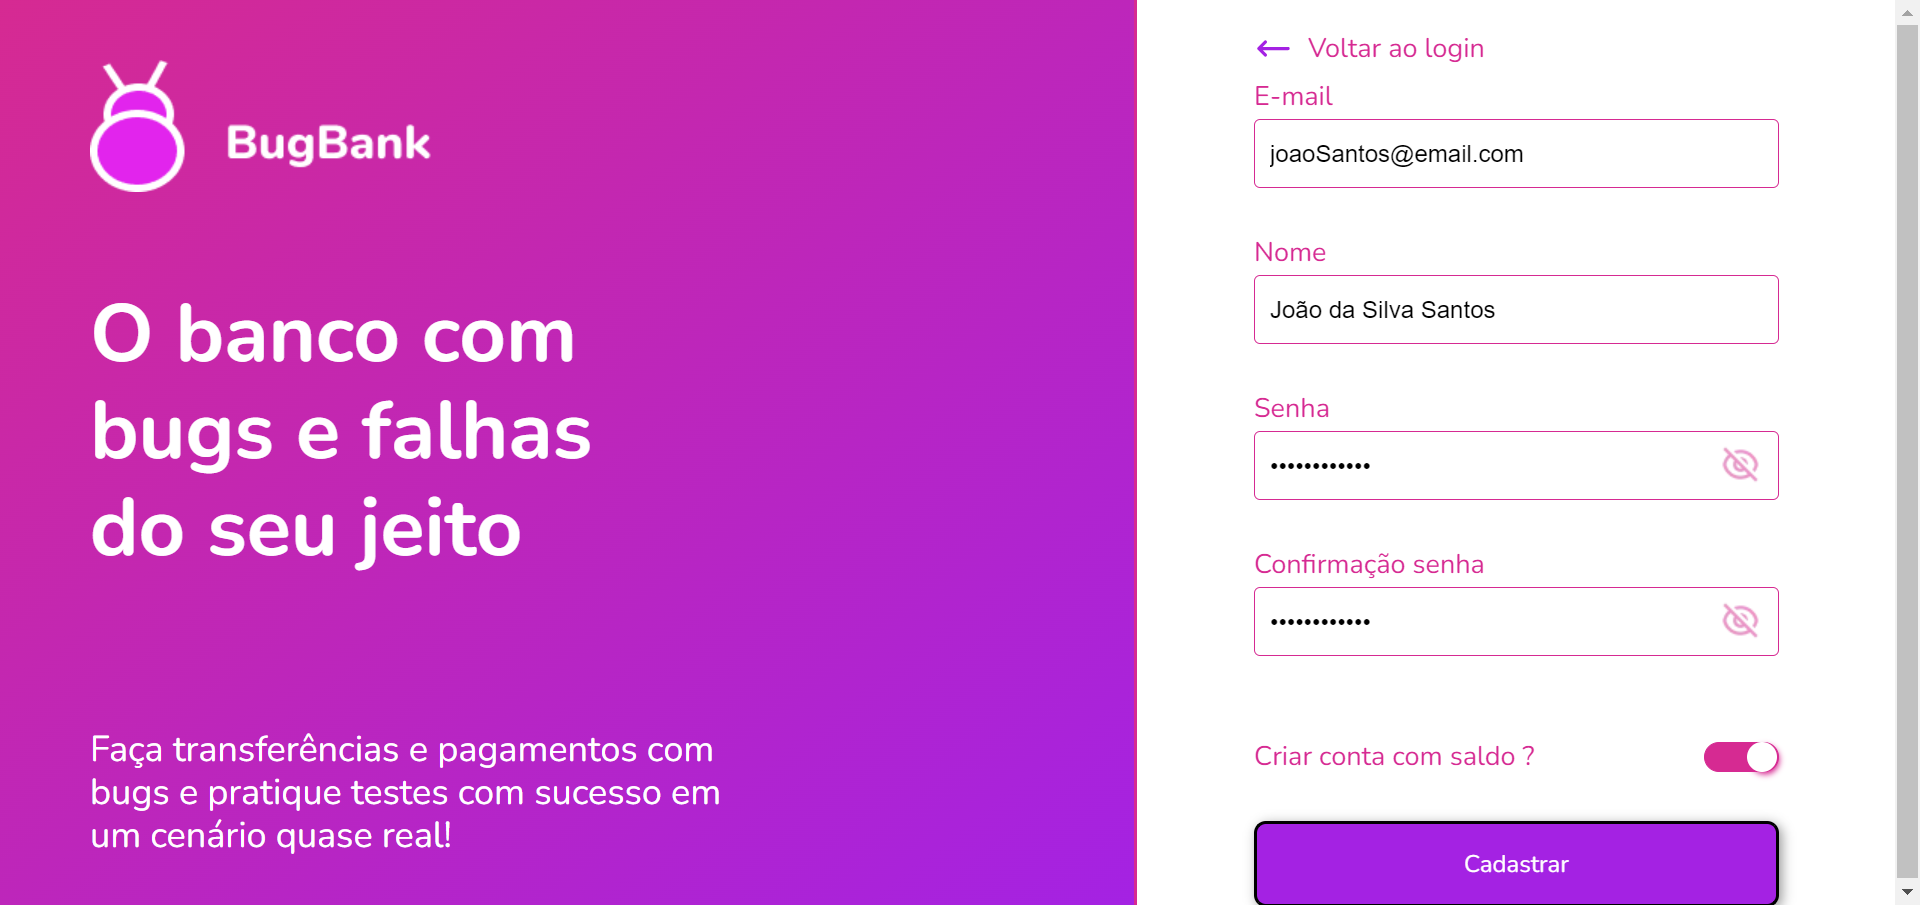 BugBank
O banco com
bugs e falhas
do seu jeito
Faça transferências e pagamentos com
bugs e pratique testes com sucesso em
um cenário quase real!
Voltar ao login
E-mail
joaoSantos@email.com
Nome
João da Silva Santos
Senha
••••••••••••
Confirmação senha
••••••••••••
Criar conta com saldo ?
Cadastrar